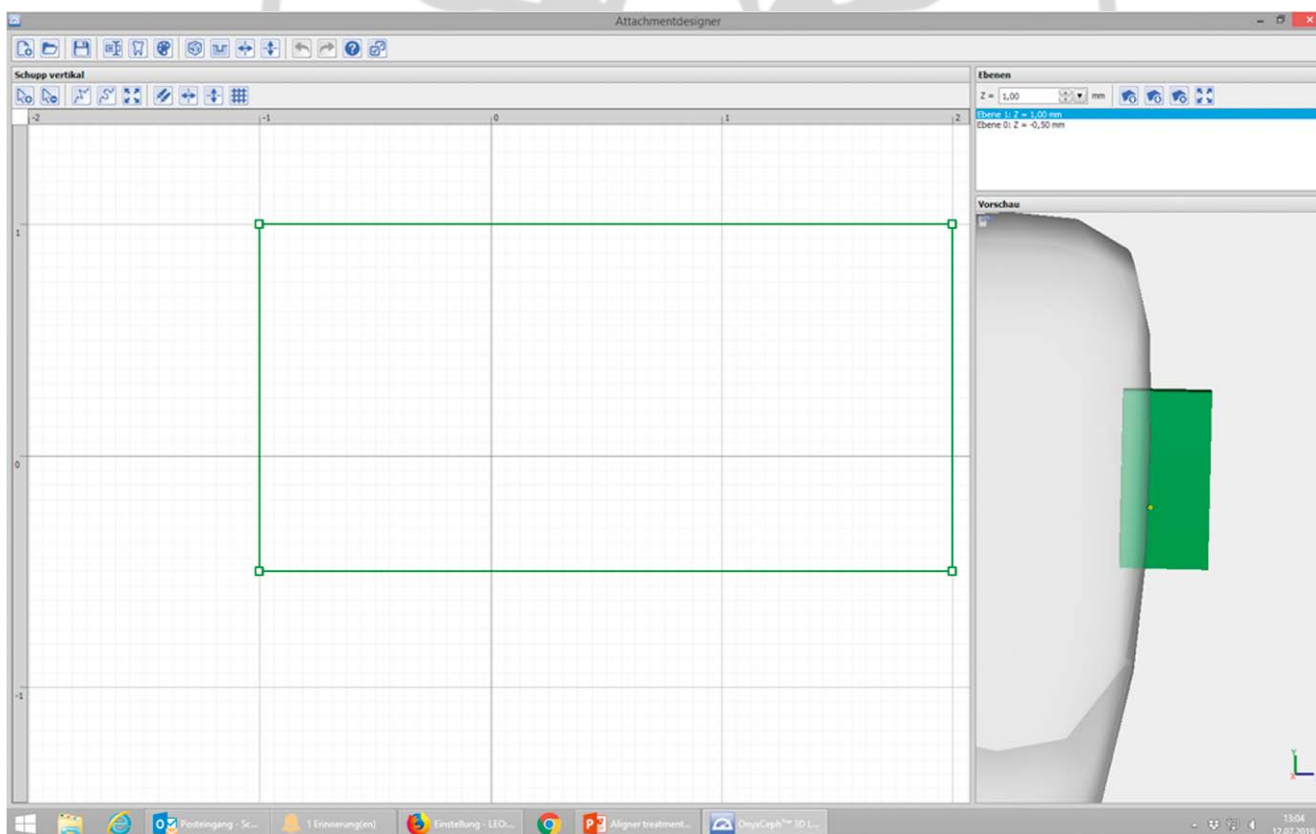 Attachmentdesigner
Schupp vertikal
Ebenen
Z = 1,00 mm
-2 -1 0 1 2
Ebene 1: Z = 1,00 mm
Ebene 0: Z = -0,50 mm
Vorschau
1
0
-1
Y
X
Posteingang - Sc... 1 Erinnerung(en) Einstellung - LEO... Aligner treatment... OnyxCeph³™ 3D L...
13:04